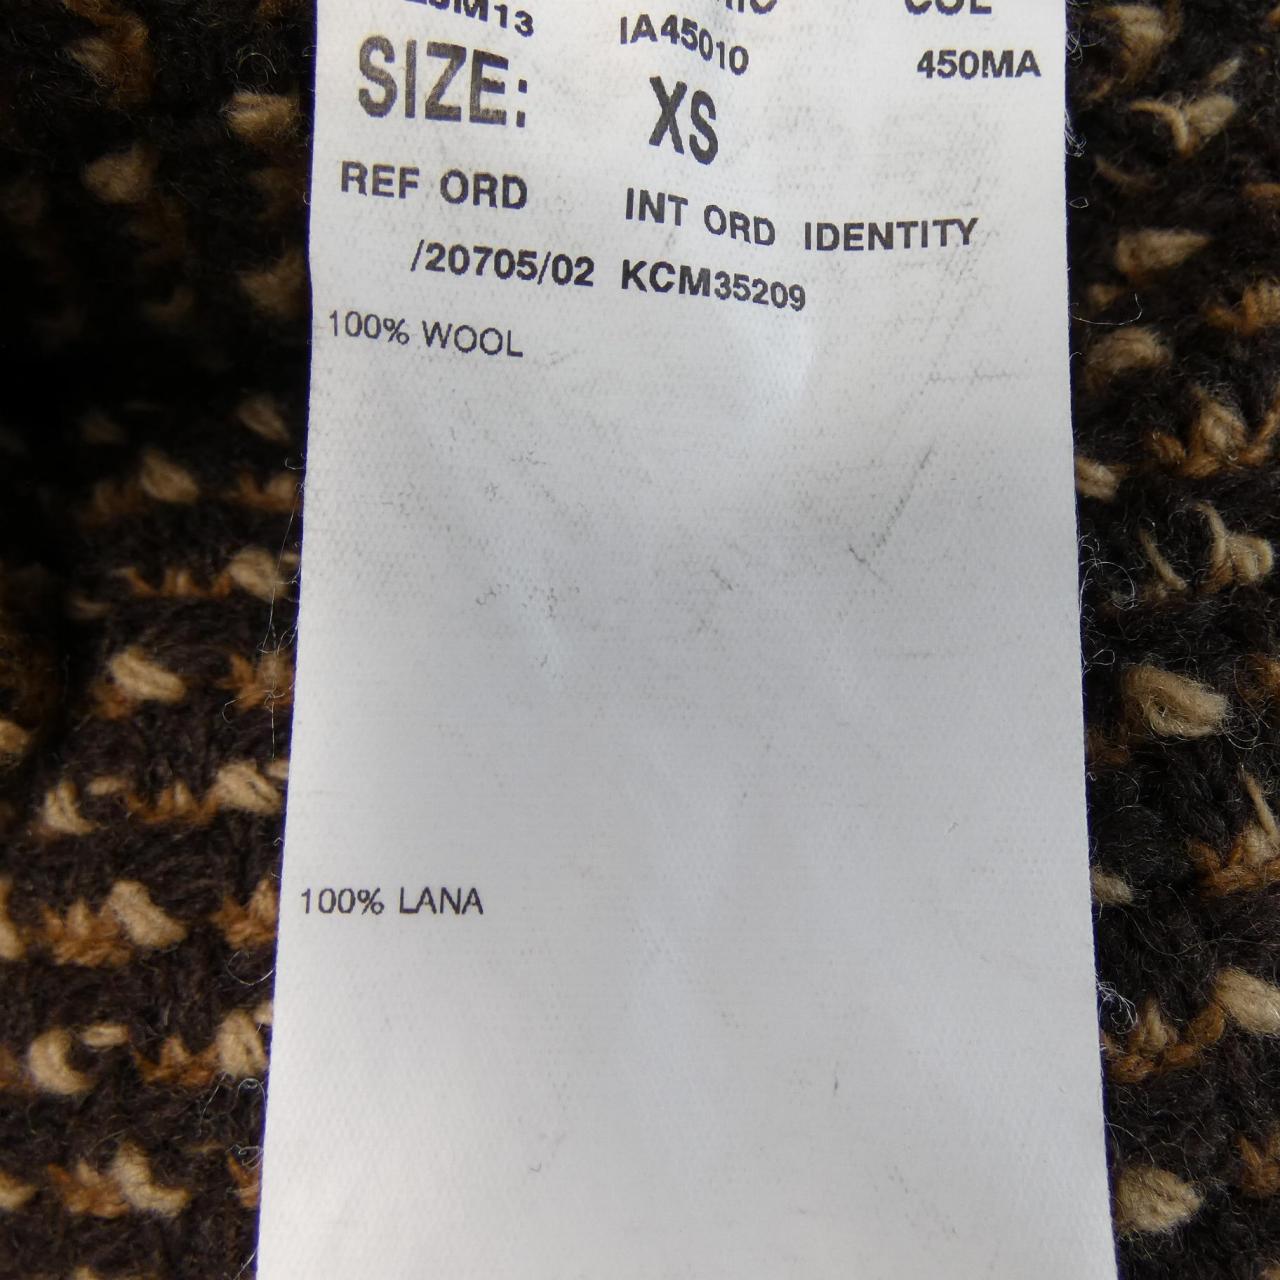 IA45010
450MA
SIZE: XS
REF ORD INT ORD IDENTITY
/20705/02 KCM35209
100% WOOL
100% LANA